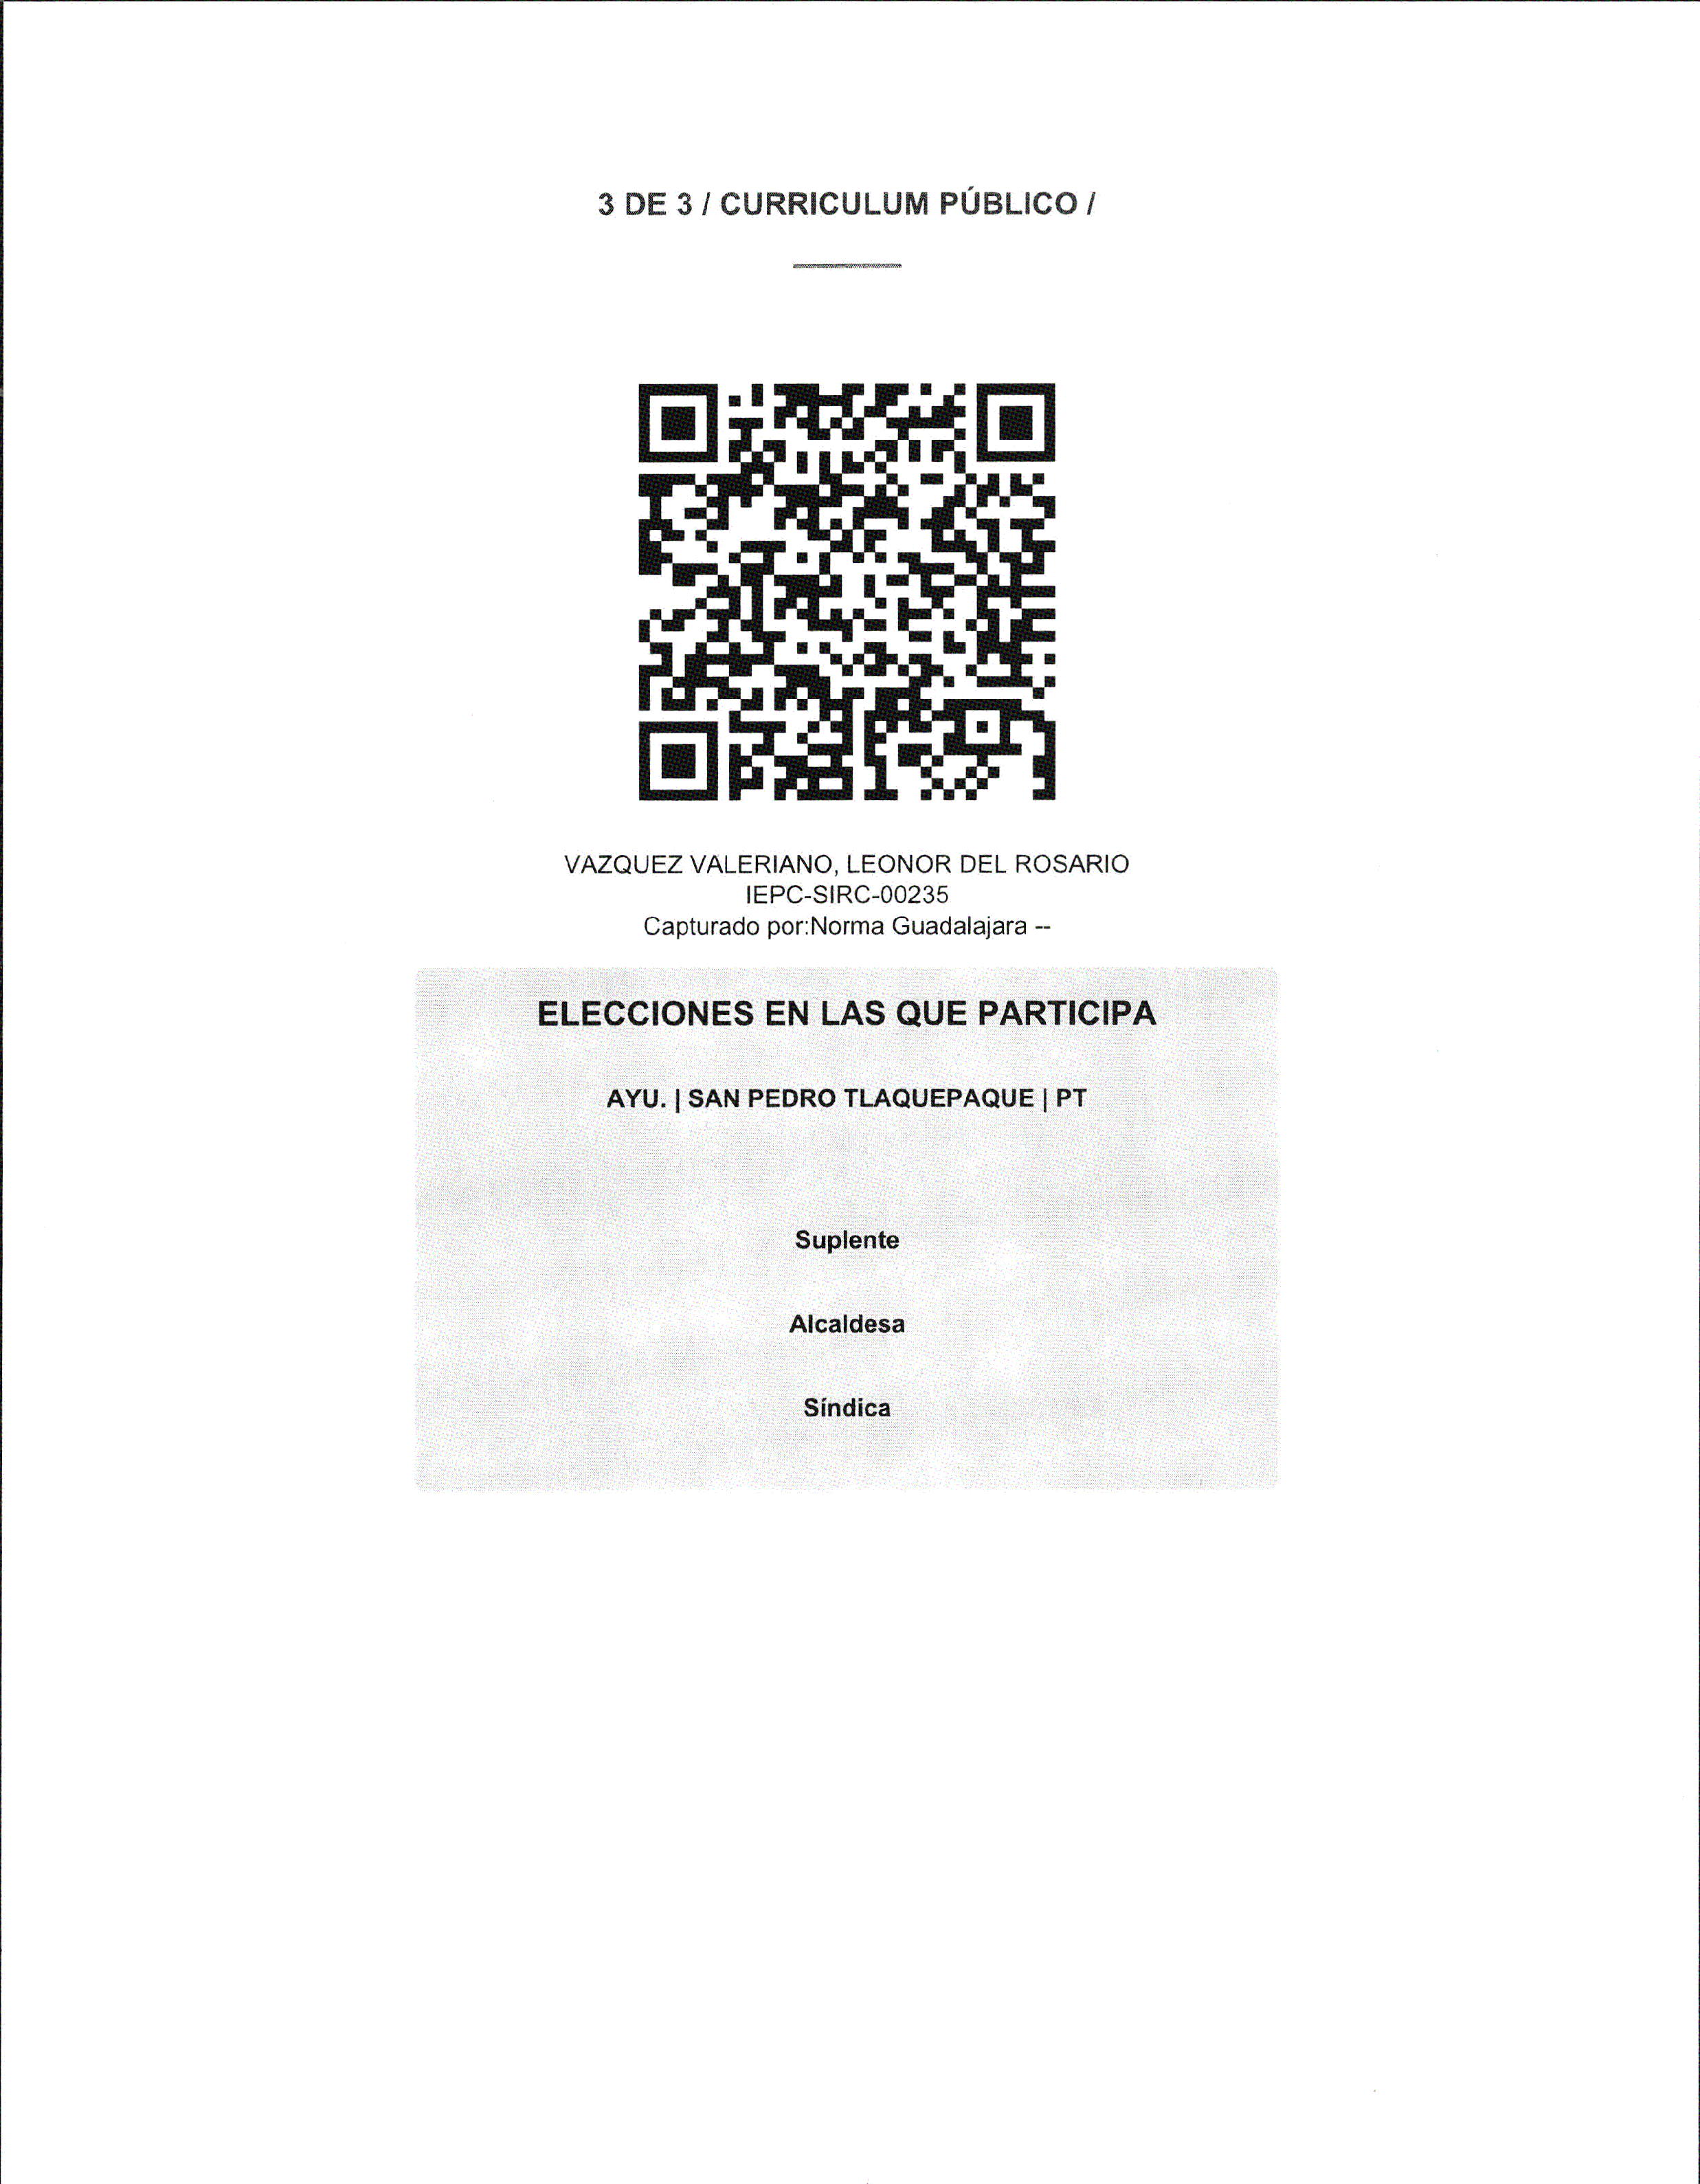 3 DE 3 / CURRICULUM PÚBLICO /
VAZQUEZ VALERIANO, LEONOR DEL ROSARIO
IEPC-SIRC-00235
Capturado por:Norma Guadalajara --
ELECCIONES EN LAS QUE PARTICIPA
AYU. | SAN PEDRO TLAQUEPAQUE | PT
Suplente
Alcaldesa
Síndica